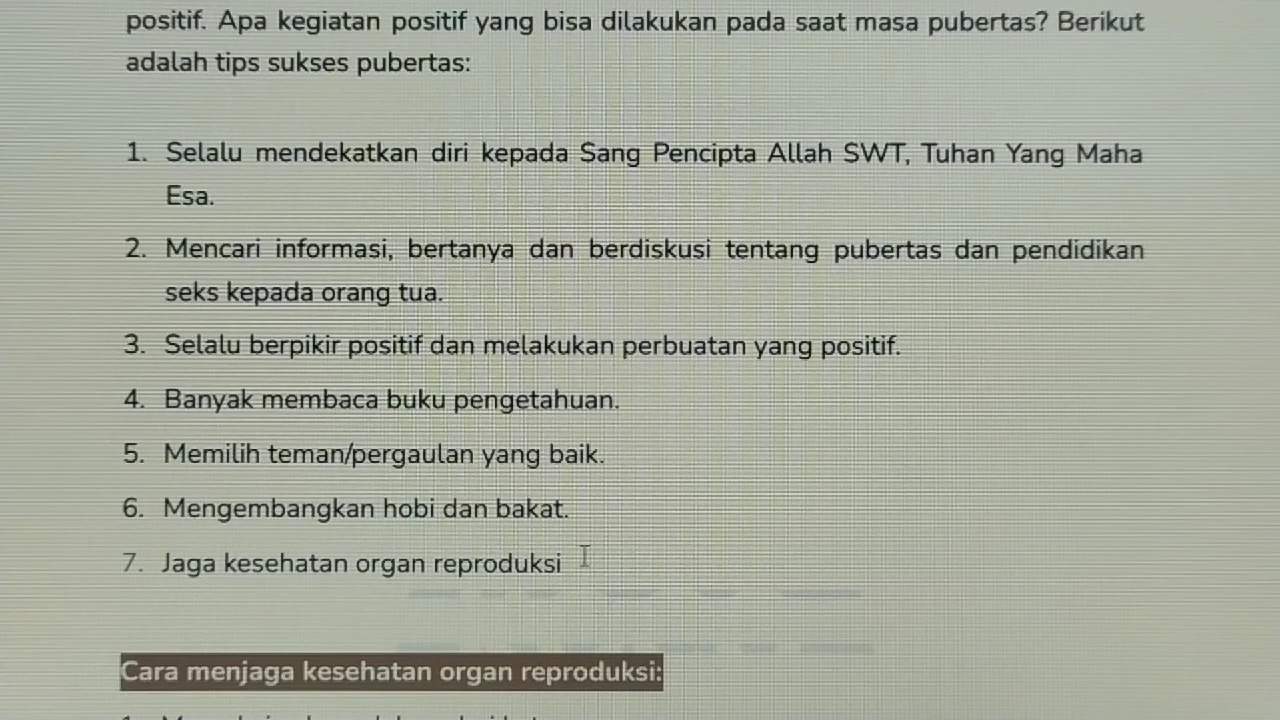 positif. Apa kegiatan positif yang bisa dilakukan pada saat masa pubertas? Berikut
adalah tips sukses pubertas:
1. Selalu mendekatkan diri kepada Sang Pencipta Allah SWT, Tuhan Yang Maha
Esa.
2. Mencari informasi, bertanya dan berdiskusi tentang pubertas dan pendidikan
seks kepada orang tua.
3. Selalu berpikir positif dan melakukan perbuatan yang positif.
4. Banyak membaca buku pengetahuan.
5. Memilih teman/pergaulan yang baik.
6. Mengembangkan hobi dan bakat.
7. Jaga kesehatan organ reproduksi
Cara menjaga kesehatan organ reproduksi: